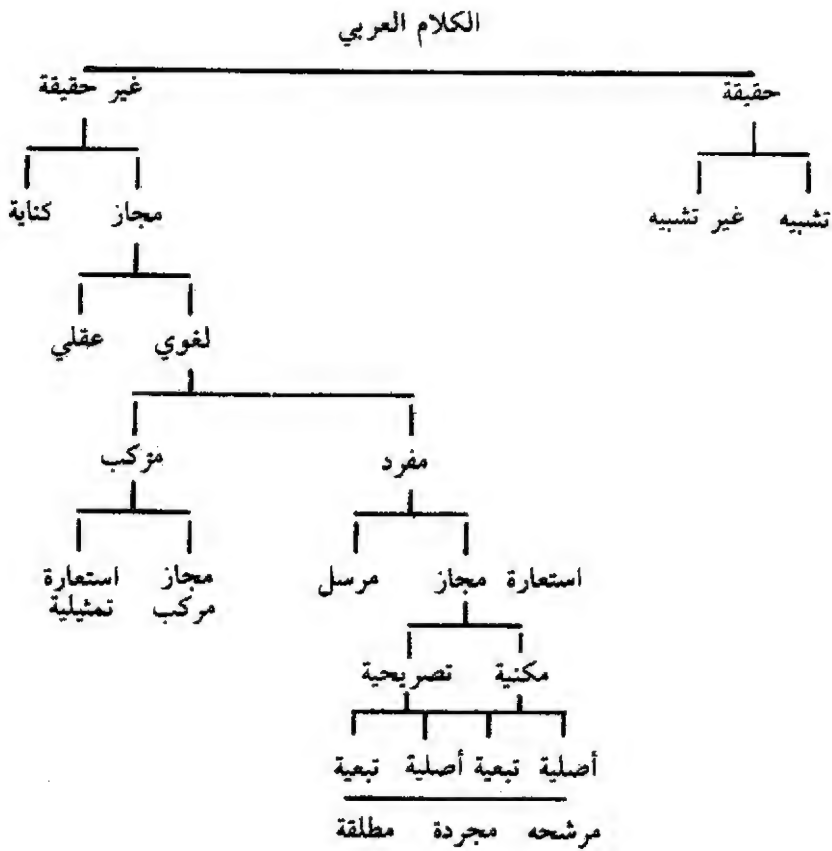 الكلام العربي
حقيقة
غير حقيقة
تشبيه
غير تشبيه
مجاز
كناية
لغوي
عقلي
مفرد
مركب
استعارة مجاز
مرسل
مجاز
مركب
استعارة
تمثيلية
مكنية
تصريحية
أصلية
تبعية
أصلية
تبعية
مرشحه
مجردة
مطلقة